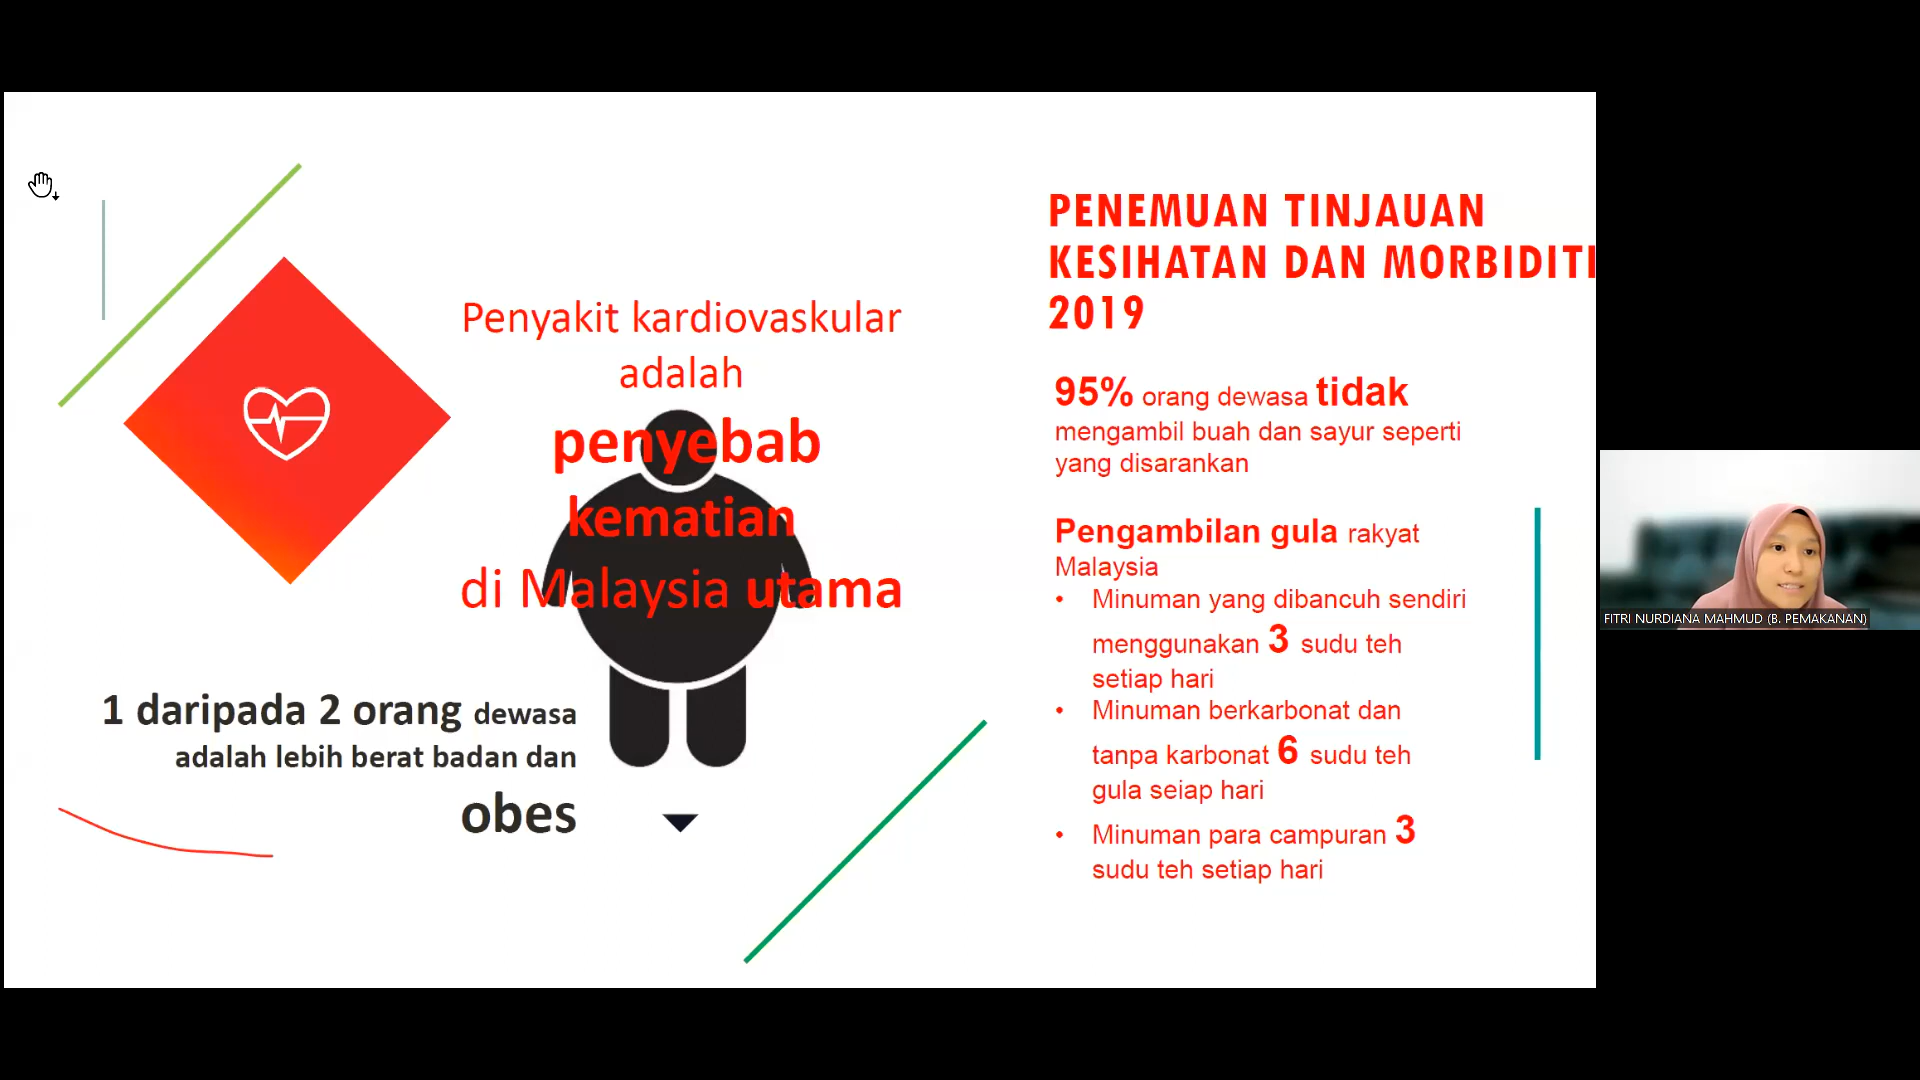 Penyakit kardiovaskular
adalah
penyebab
kematian
di Malaysia utama
1 daripada 2 orang dewasa
adalah lebih berat badan dan
obes
PENEMUAN TINJAUAN
KESIHATAN DAN MORBIDITI
2019
95% orang dewasa tidak
mengambil buah dan sayur seperti
yang disarankan
Pengambilan gula rakyat
Malaysia
• Minuman yang dibancuh sendiri
menggunakan 3 sudu teh
setiap hari
• Minuman berkarbonat dan
tanpa karbonat 6 sudu teh
gula seiap hari
• Minuman para campuran 3
sudu teh setiap hari
FITRI NURDIANA MAHMUD (B. PEMAKANAN)